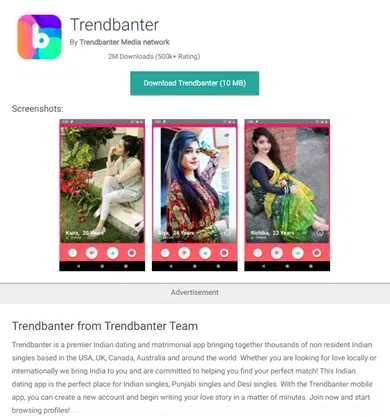 Trendbanter
By Trendbanter Media network
2M Downloads (500k+ Rating)
Download Trendbanter (10 MB)
Screenshots:
Kaira, 20 Years
Online
Riya, 24 Years
Online
Rishika, 22 Years
Online
Advertisement
Trendbanter from Trendbanter Team
Trendbanter is a premier Indian dating and matrimonial app bringing together thousands of non resident Indian
singles based in the USA, UK, Canada, Australia and around the world. Whether you are looking for love locally or
internationally we bring India to you and are committed to helping you find your perfect match! This Indian
dating app is the perfect place for Indian singles, Punjabi singles and Desi singles. With the Trendbanter mobile
app, you can create a new account and begin writing your love story in a matter of minutes. Join now and start
browsing profiles!